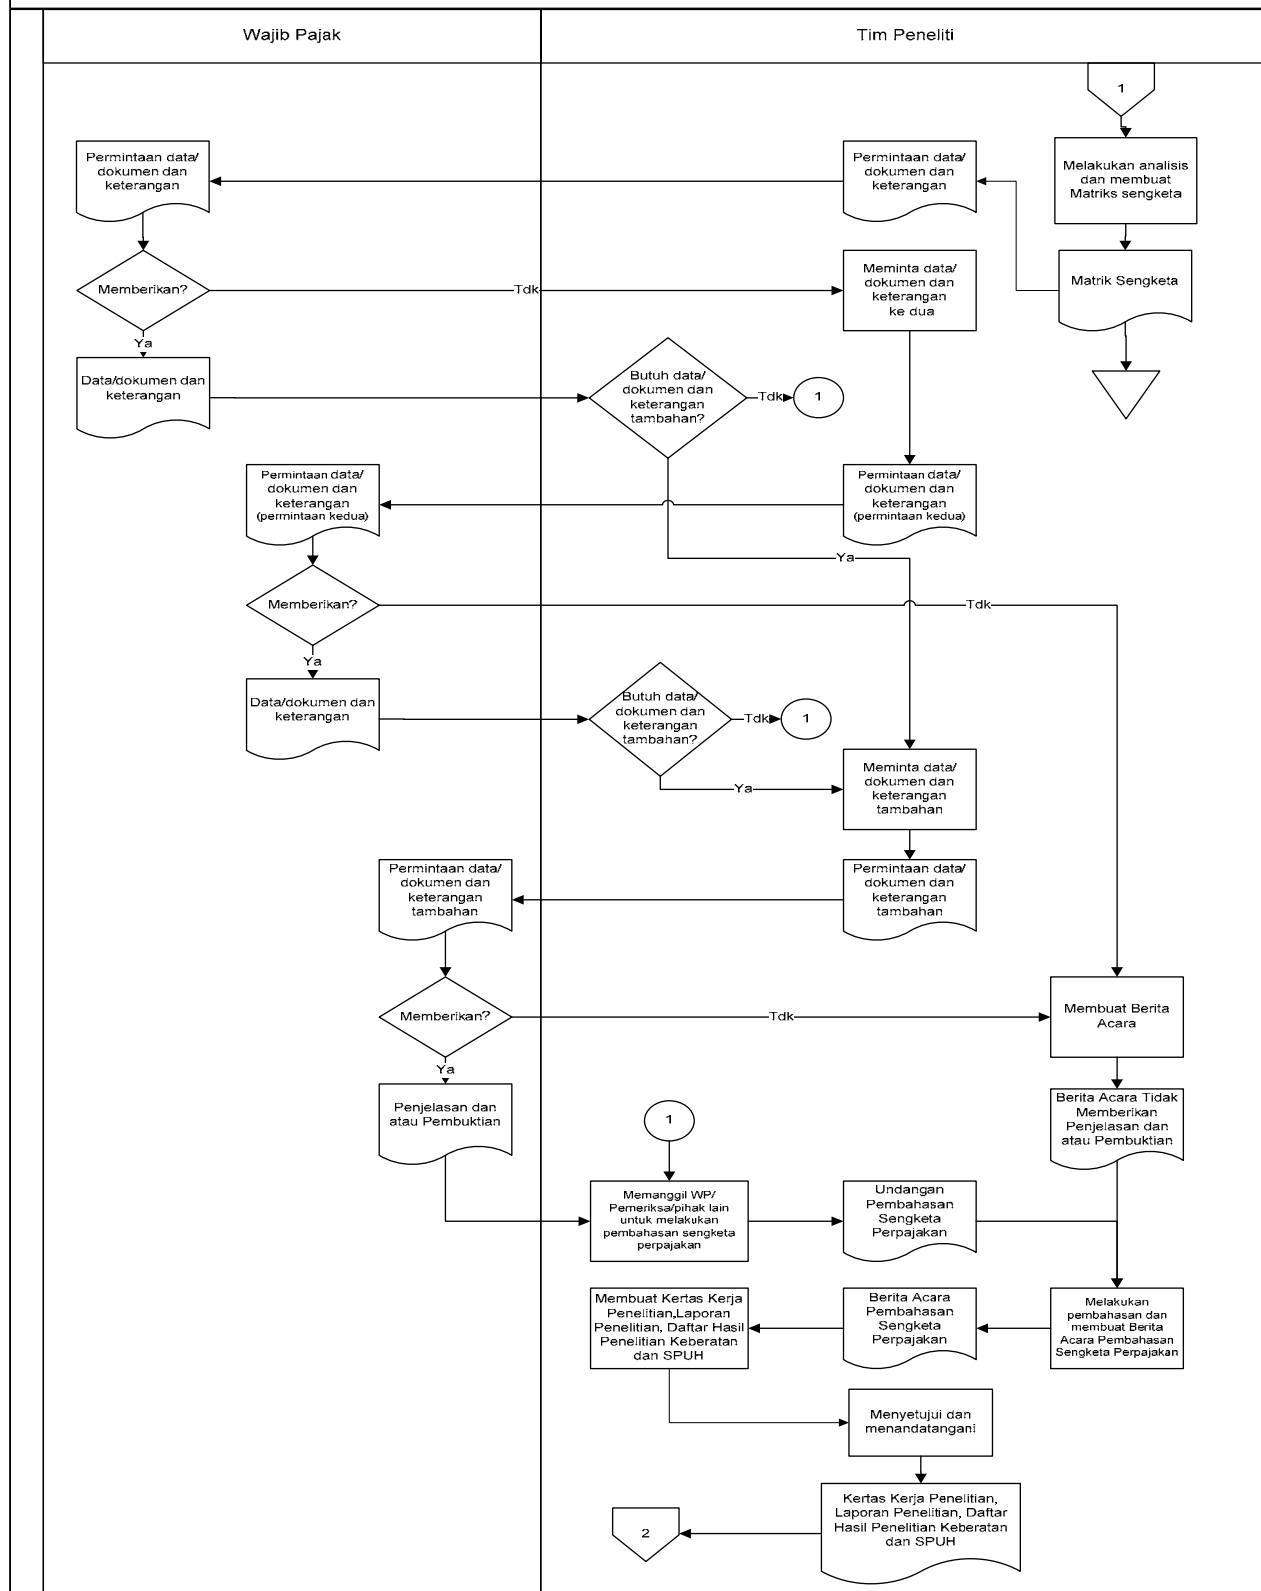 Wajib Pajak
Tim Peneliti
1
Melakukan analisis
dan membuat
Matriks sengketa
Permintaan data/
dokumen dan
keterangan
Permintaan data/
dokumen dan
keterangan
Matrik Sengketa
Memberikan?
Tdk
Meminta data/
dokumen dan
keterangan
ke dua
Ya
Data/dokumen dan
keterangan
Butuh data/
dokumen dan
keterangan
tambahan?
Tdk
1
Permintaan data/
dokumen dan
keterangan
(permintaan kedua)
Permintaan data/
dokumen dan
keterangan
(permintaan kedua)
Ya
Memberikan?
Tdk
Ya
Data/dokumen dan
keterangan
Butuh data/
dokumen dan
keterangan
tambahan?
Tdk
1
Ya
Meminta data/
dokumen dan
keterangan
tambahan
Permintaan data/
dokumen dan
keterangan
tambahan
Permintaan data/
dokumen dan
keterangan
tambahan
Memberikan?
Tdk
Membuat Berita
Acara
Ya
Penjelasan dan
atau Pembuktian
1
Berita Acara Tidak
Memberikan
Penjelasan dan
atau Pembuktian
Memanggil WP/
Pemeriksa/pihak lain
untuk melakukan
pembahasan sengketa
perpajakan
Undangan
Pembahasan
Sengketa
Perpajakan
Membuat Kertas Kerja
Penelitian,Laporan
Penelitian, Daftar Hasil
Penelitian Keberatan
dan SPUH
Berita Acara
Pembahasan
Sengketa
Perpajakan
Melakukan
pembahasan dan
membuat Berita
Acara Pembahasan
Sengketa Perpajakan
Menyetujui dan
menandatangani
Kertas Kerja Penelitian,
Laporan Penelitian, Daftar
Hasil Penelitian Keberatan
dan SPUH
2